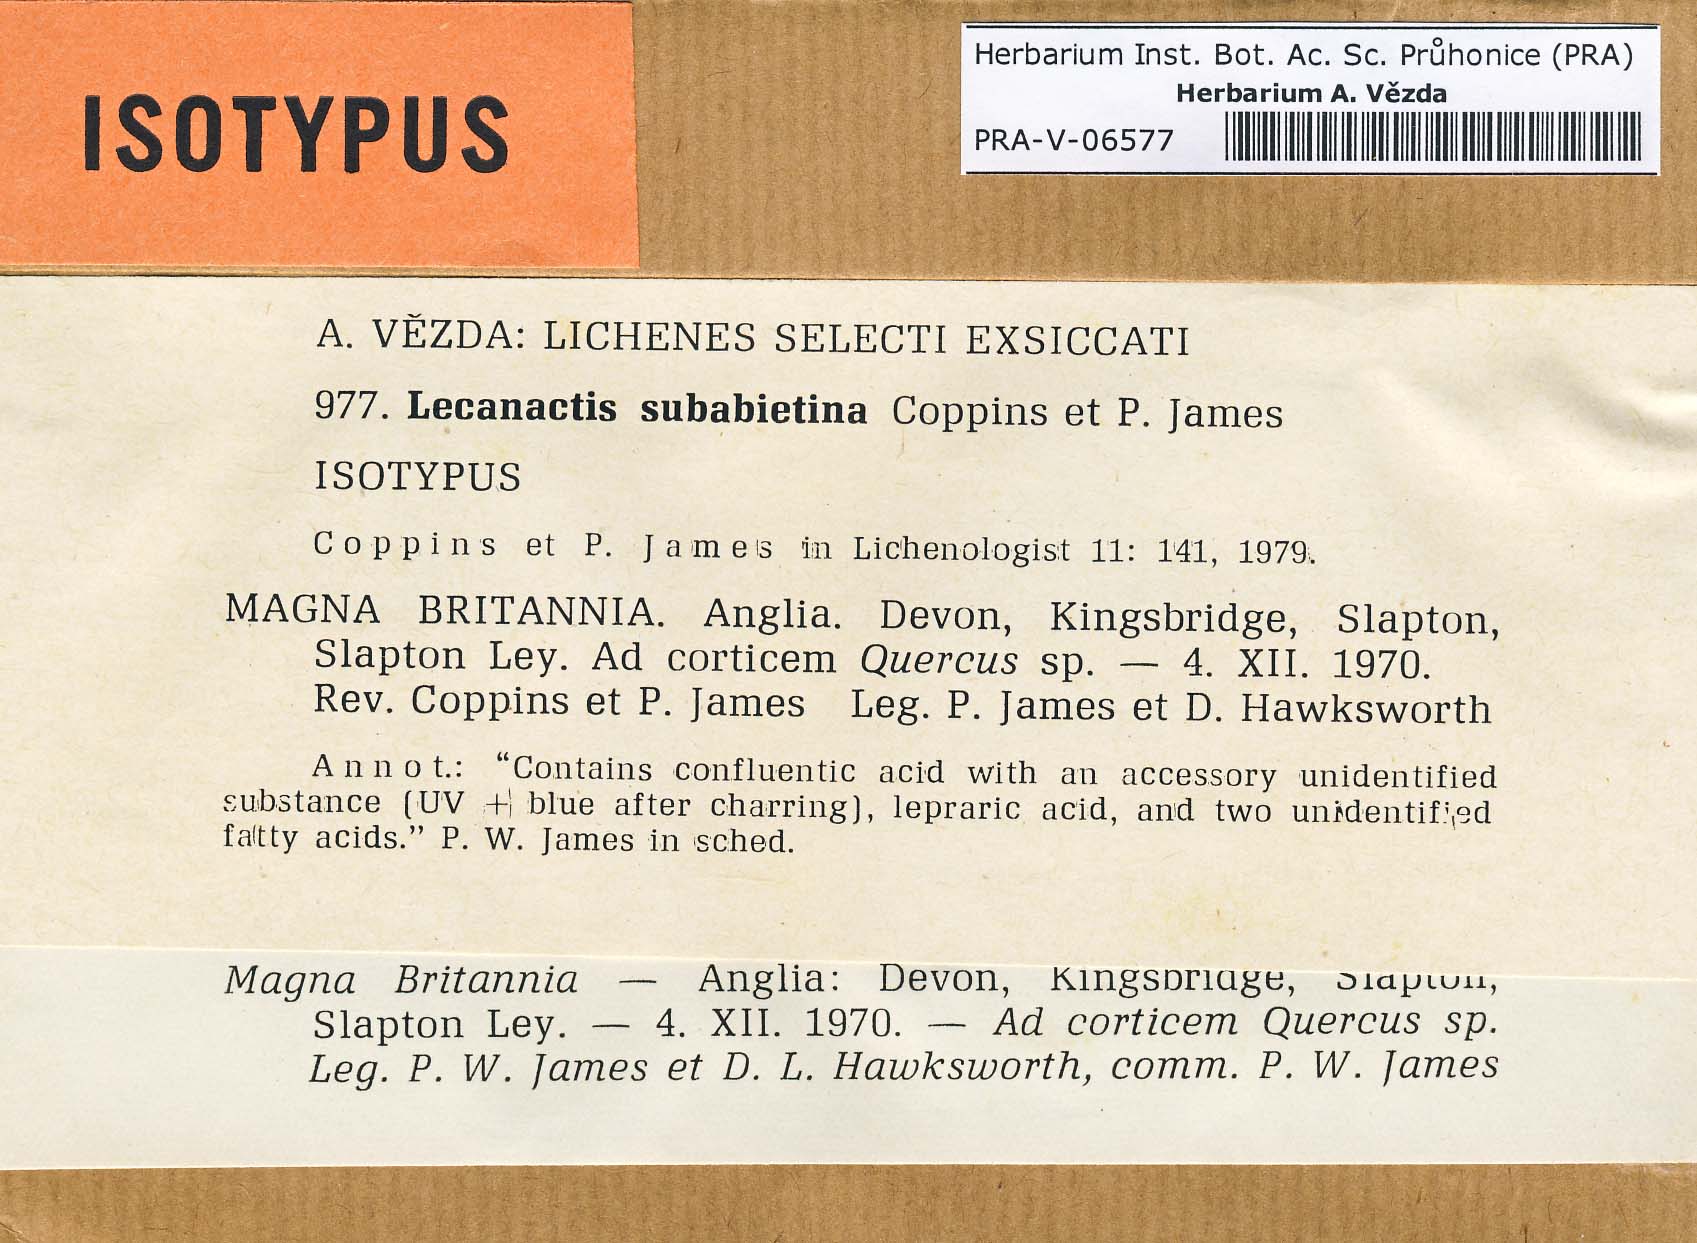 ISOTYPUS
Herbarium Inst. Bot. Ac. Sc. Průhonice (PRA)
Herbarium A. Vězda
PRA-V-06577
A. VĚZDA: LICHENES SELECTI EXSICCATI
977. Lecanactis subabietina Coppins et P. James
ISOTYPUS
Coppins et P. James in Lichenologist 11: 141, 1979.
MAGNA BRITANNIA. Anglia. Devon, Kingsbridge, Slapton,
Slapton Ley. Ad corticem Quercus sp. — 4. XII. 1970.
Rev. Coppins et P. James Leg. P. James et D. Hawksworth
Annot.: “Contains confluentic acid with an accessory unidentified
substance (UV + blue after charring), lepraric acid, and two unidentified
fatty acids.” P. W. James in sched.
Magna Britannia — Anglia: Devon, Kingsbridge, Slapton,
Slapton Ley. — 4. XII. 1970. — Ad corticem Quercus sp.
Leg. P. W. James et D. L. Hawksworth, comm. P. W. James